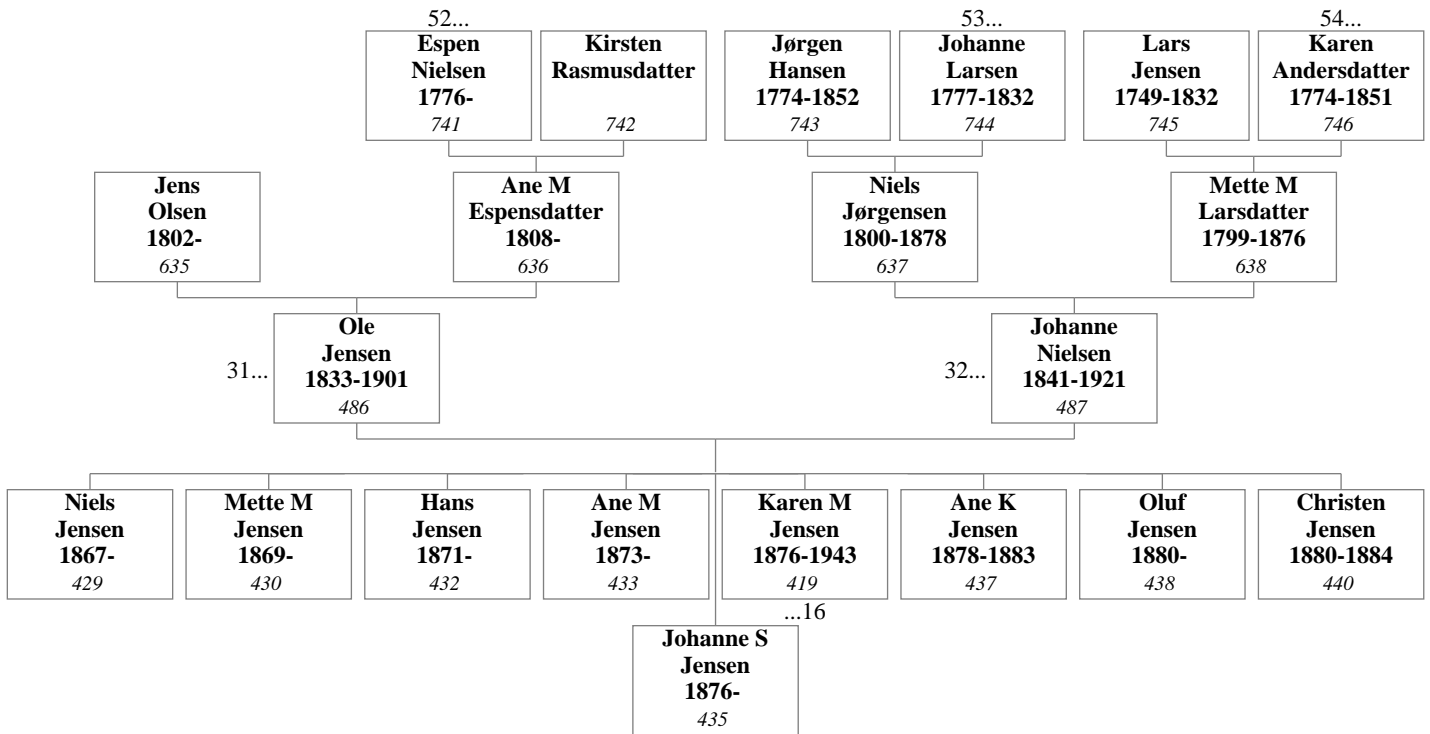 52...
53...
54...
Espen
Nielsen
1776-
741
Kirsten
Rasmusdatter
742
Jørgen
Hansen
1774-1852
743
Johanne
Larsen
1777-1832
744
Lars
Jensen
1749-1832
745
Karen
Andersdatter
1774-1851
746
Jens
Olsen
1802-
635
Ane M
Espensdatter
1808-
636
Niels
Jørgensen
1800-1878
637
Mette M
Larsdatter
1799-1876
638
31...
Ole
Jensen
1833-1901
486
32...
Johanne
Nielsen
1841-1921
487
Niels
Jensen
1867-
429
Mette M
Jensen
1869-
430
Hans
Jensen
1871-
432
Ane M
Jensen
1873-
433
Karen M
Jensen
1876-1943
419
Ane K
Jensen
1878-1883
437
Oluf
Jensen
1880-
438
Christen
Jensen
1880-1884
440
...16
Johanne S
Jensen
1876-
435